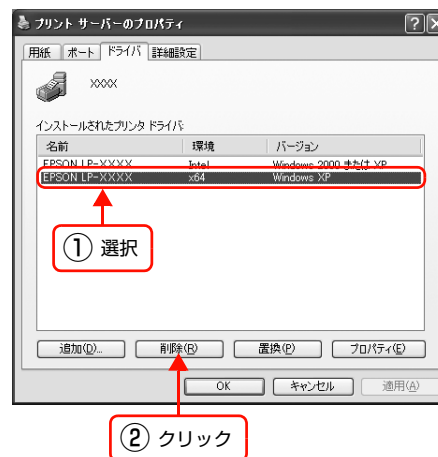 プリント サーバーのプロパティ
用紙 ポート ドライバ 詳細設定
XXXX
インストールされたプリンタ ドライバ:
名前 環境 バージョン
EPSON LP-XXXX Intel Windows 2000 または XP
EPSON LP-XXXX x64 Windows XP
① 選択
追加(D)... 削除(R) 置換(P) プロパティ(E)
OK キャンセル 適用(A)
② クリック